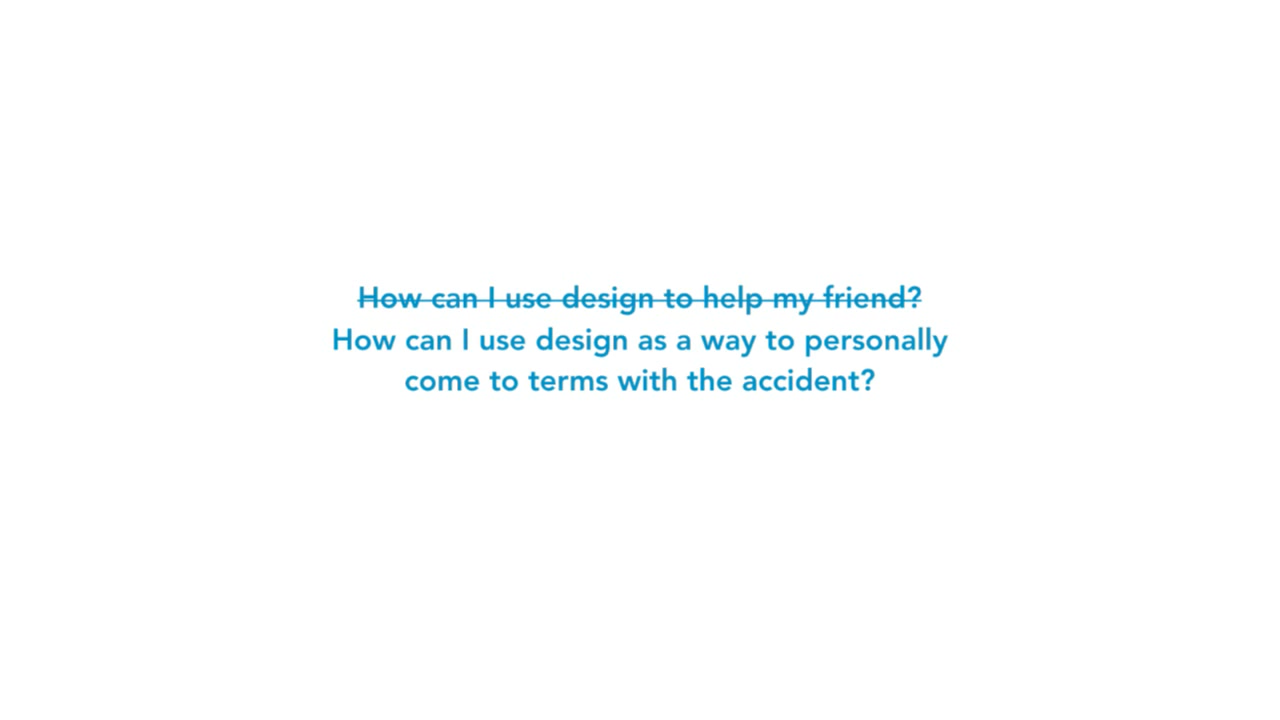 How can I use design to help my friend?
How can I use design as a way to personally
come to terms with the accident?